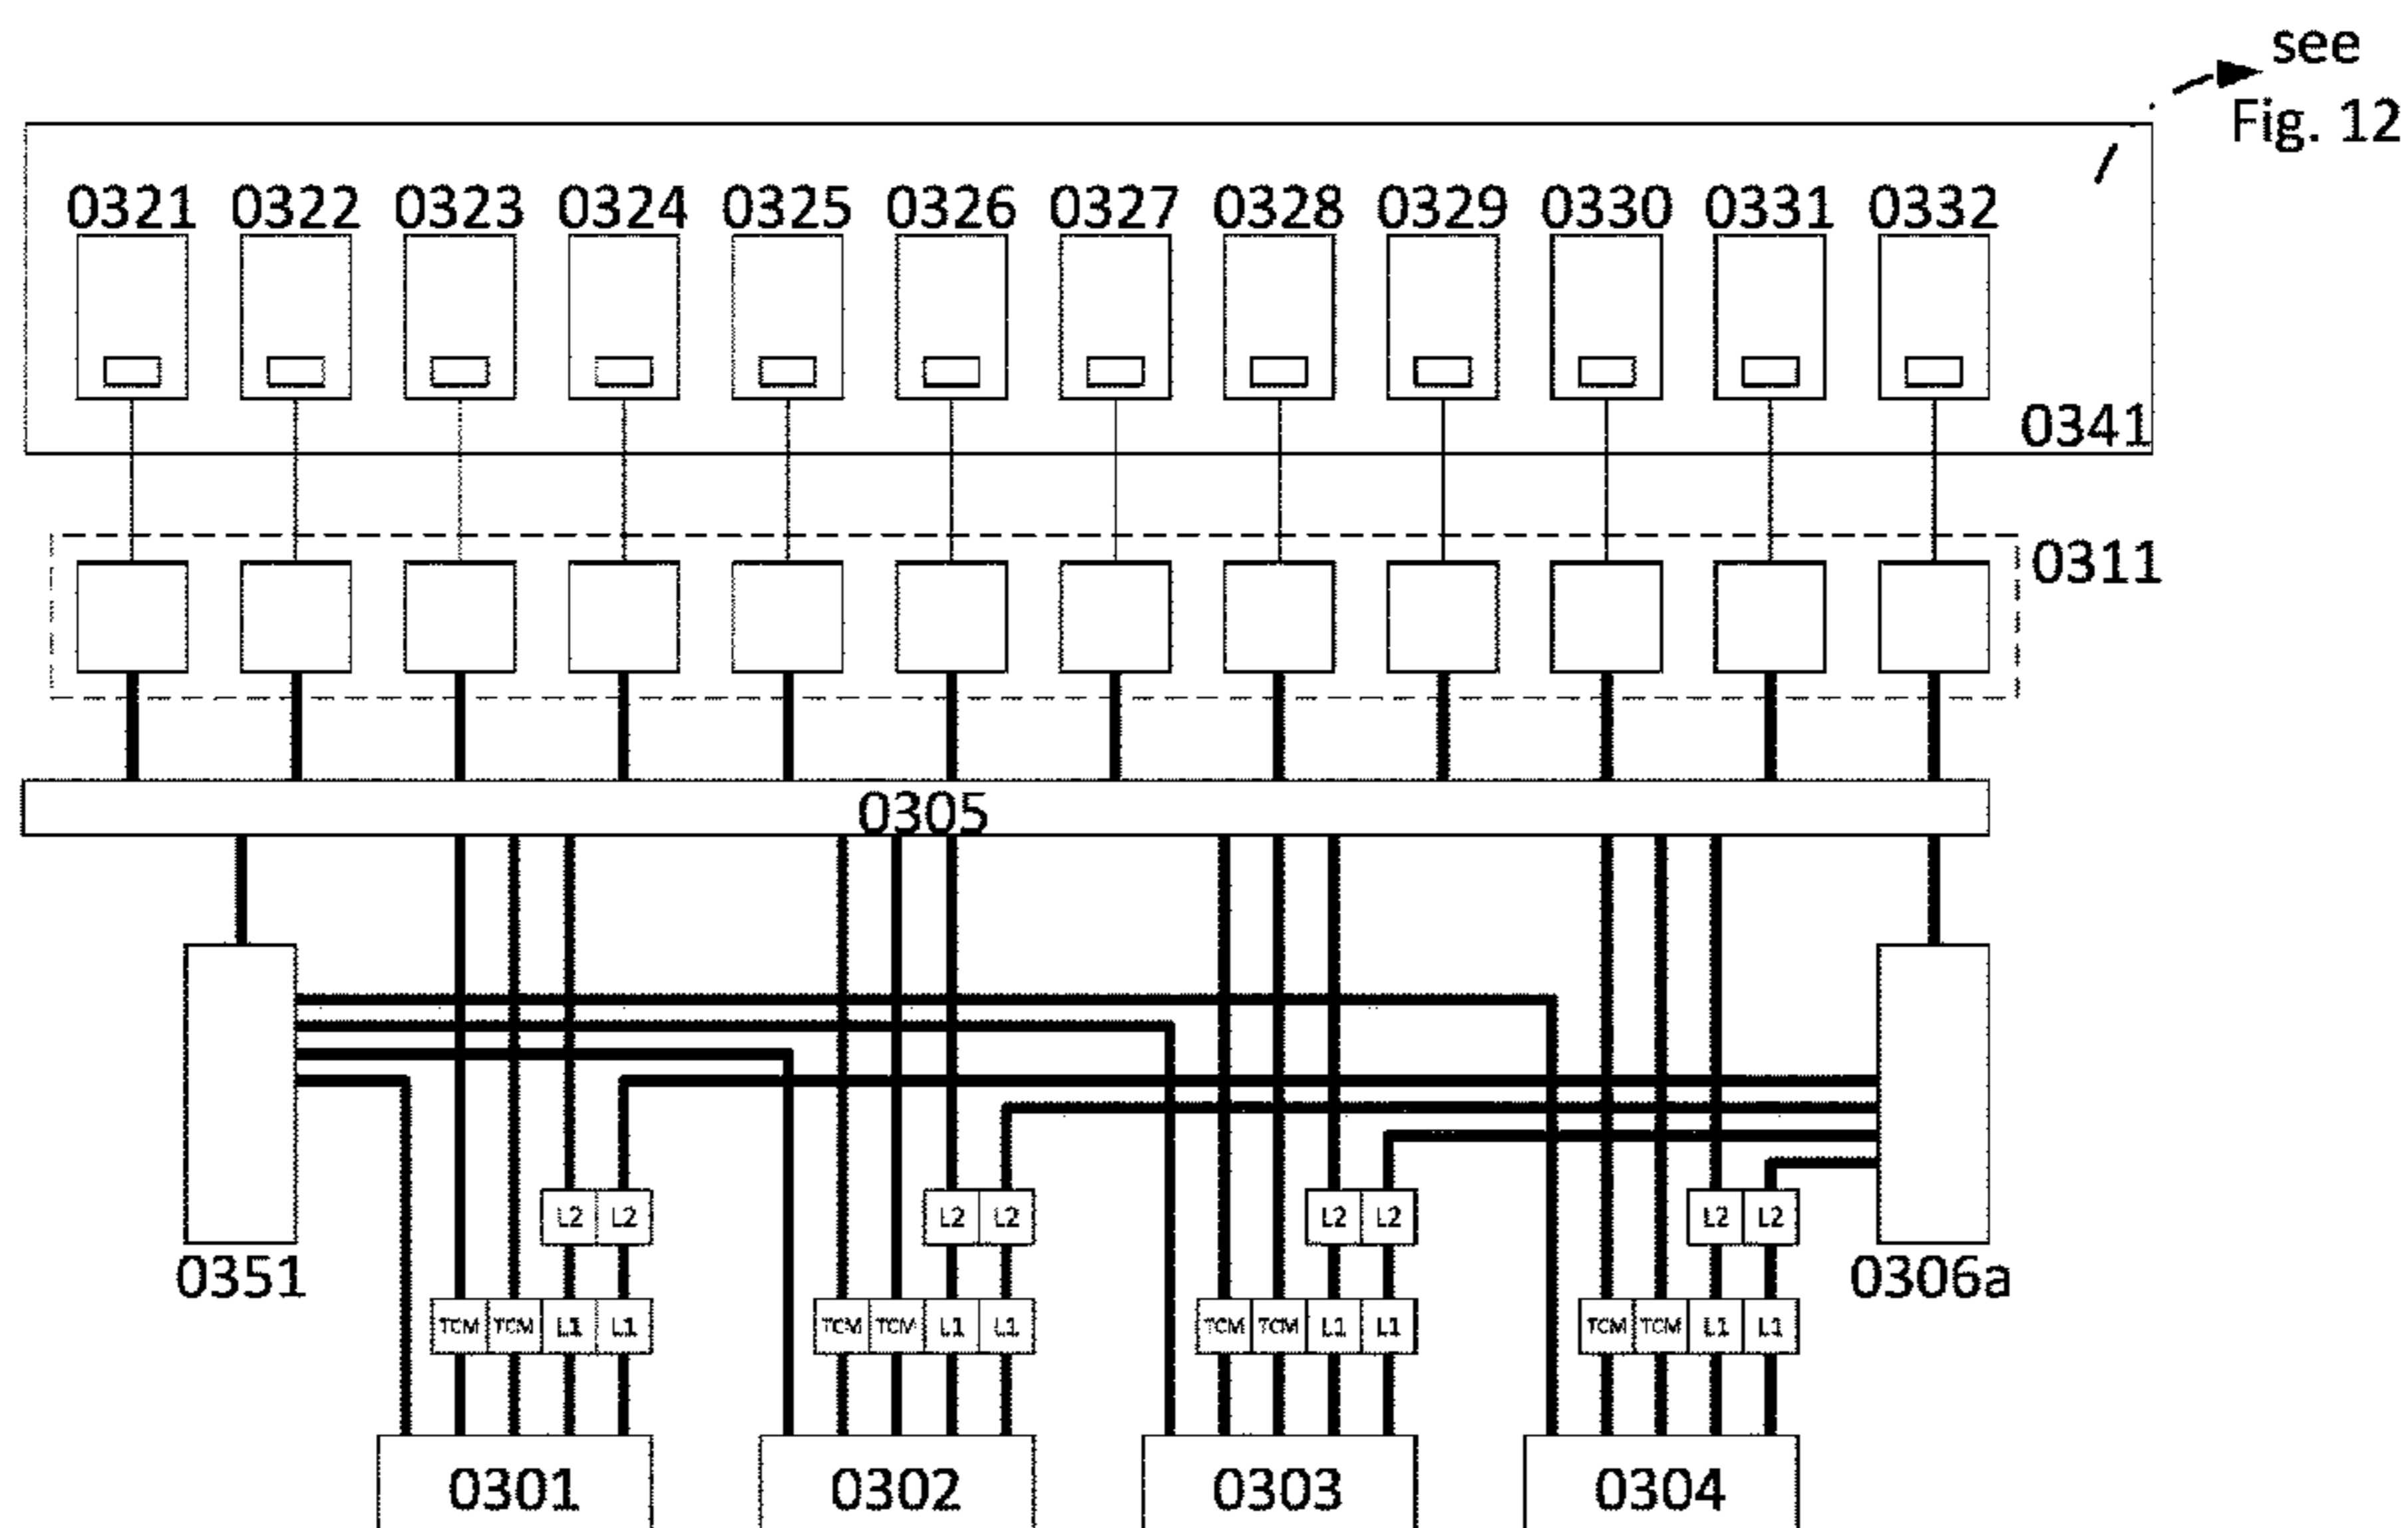 see
Fig. 12
0321 0322 0323 0324 0325 0326 0327 0328 0329 0330 0331 0332
0341
0311
0305
L2 L2 L2 L2 L2 L2 L2 L2
0351 0306a
TCM TCM L1 L1 TCM TCM L1 L1 TCM TCM L1 L1 TCM TCM L1 L1
0301 0302 0303 0304